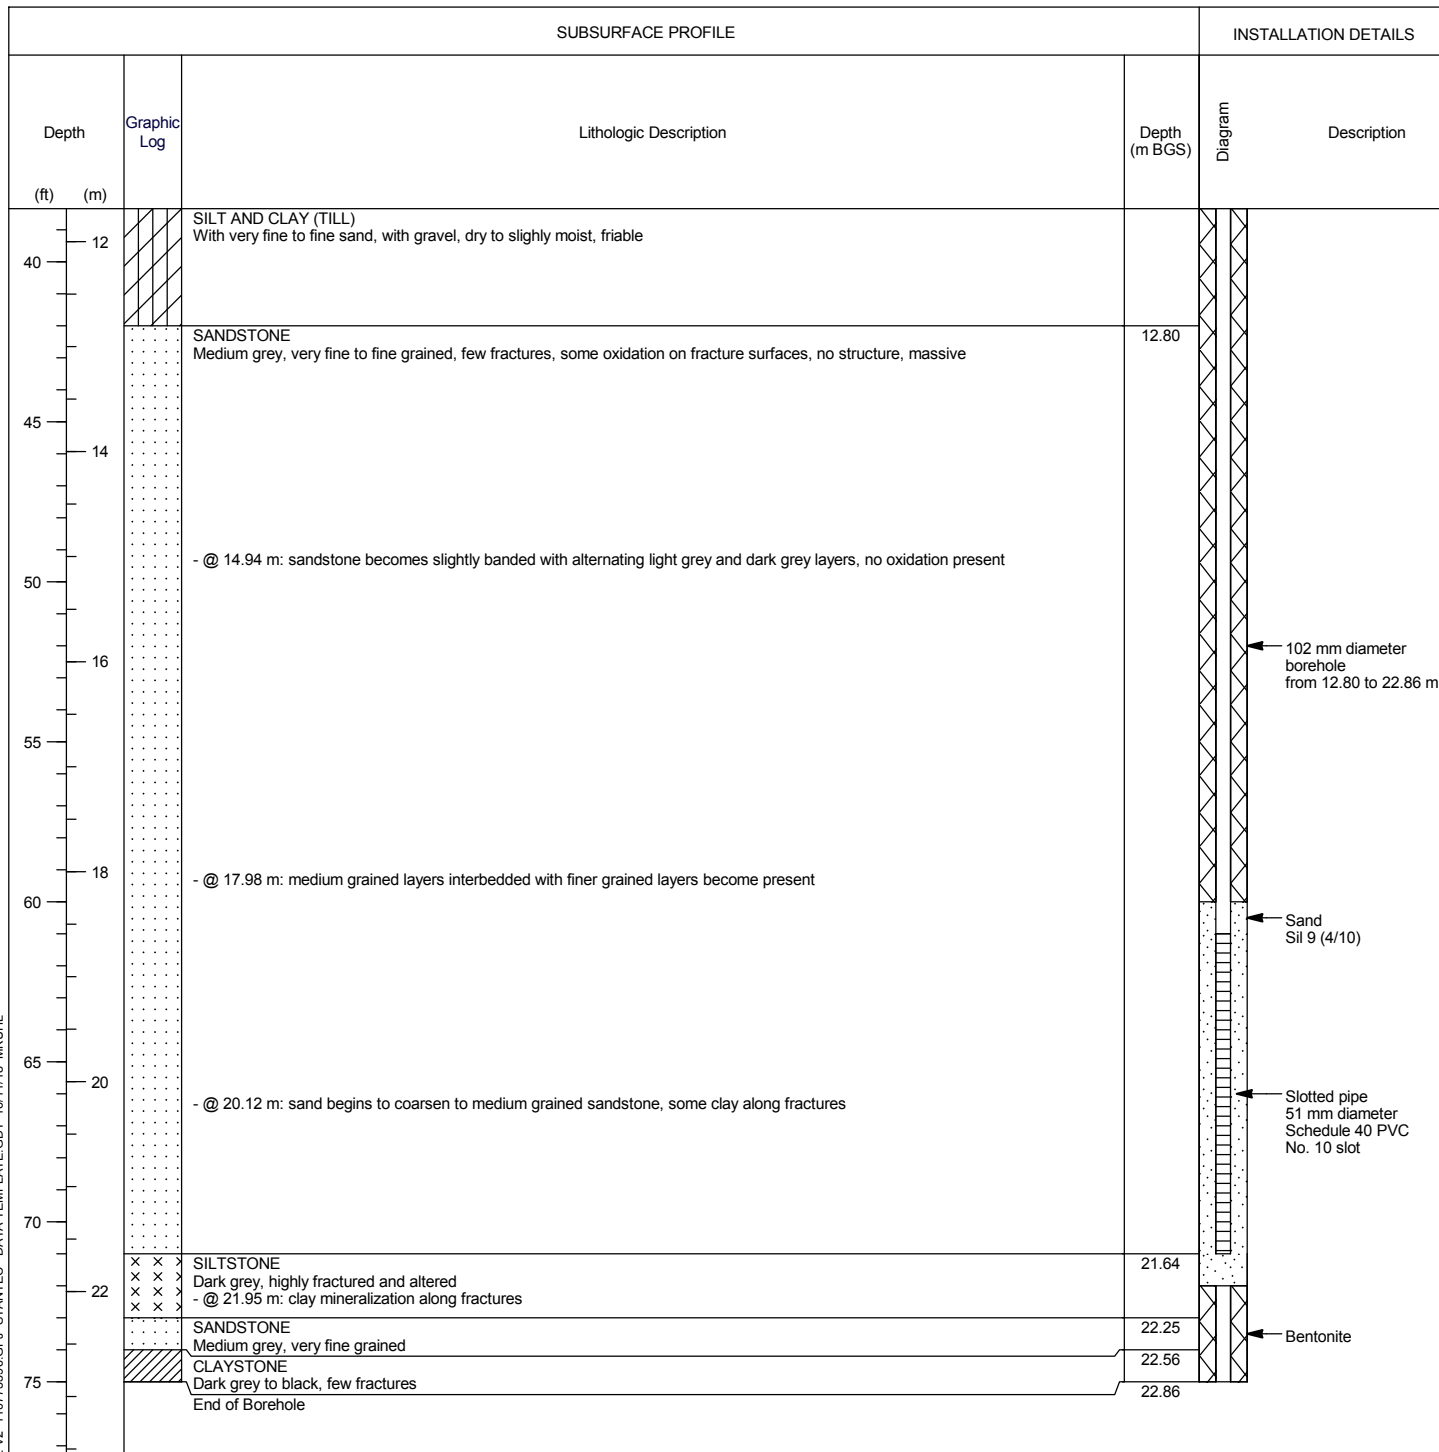 SUBSURFACE PROFILE
INSTALLATION DETAILS
Depth
Graphic
Log
Lithologic Description
Depth
(m BGS)
Diagram
Description
(ft)
(m)
SILT AND CLAY (TILL)
With very fine to fine sand, with gravel, dry to slighly moist, friable
12
40
SANDSTONE
12.80
Medium grey, very fine to fine grained, few fractures, some oxidation on fracture surfaces, no structure, massive
45
14
- @ 14.94 m: sandstone becomes slightly banded with alternating light grey and dark grey layers, no oxidation present
50
16
102 mm diameter
borehole
from 12.80 to 22.86 m
55
18
- @ 17.98 m: medium grained layers interbedded with finer grained layers become present
60
Sand
Sil 9 (4/10)
65
20
- @ 20.12 m: sand begins to coarsen to medium grained sandstone, some clay along fractures
Slotted pipe
51 mm diameter
Schedule 40 PVC
No. 10 slot
70
SILTSTONE
21.64
Dark grey, highly fractured and altered
22
- @ 21.95 m: clay mineralization along fractures
SANDSTONE
22.25
Medium grey, very fine grained
Bentonite
22.56
CLAYSTONE
Dark grey to black, few fractures
75
22.86
End of Borehole